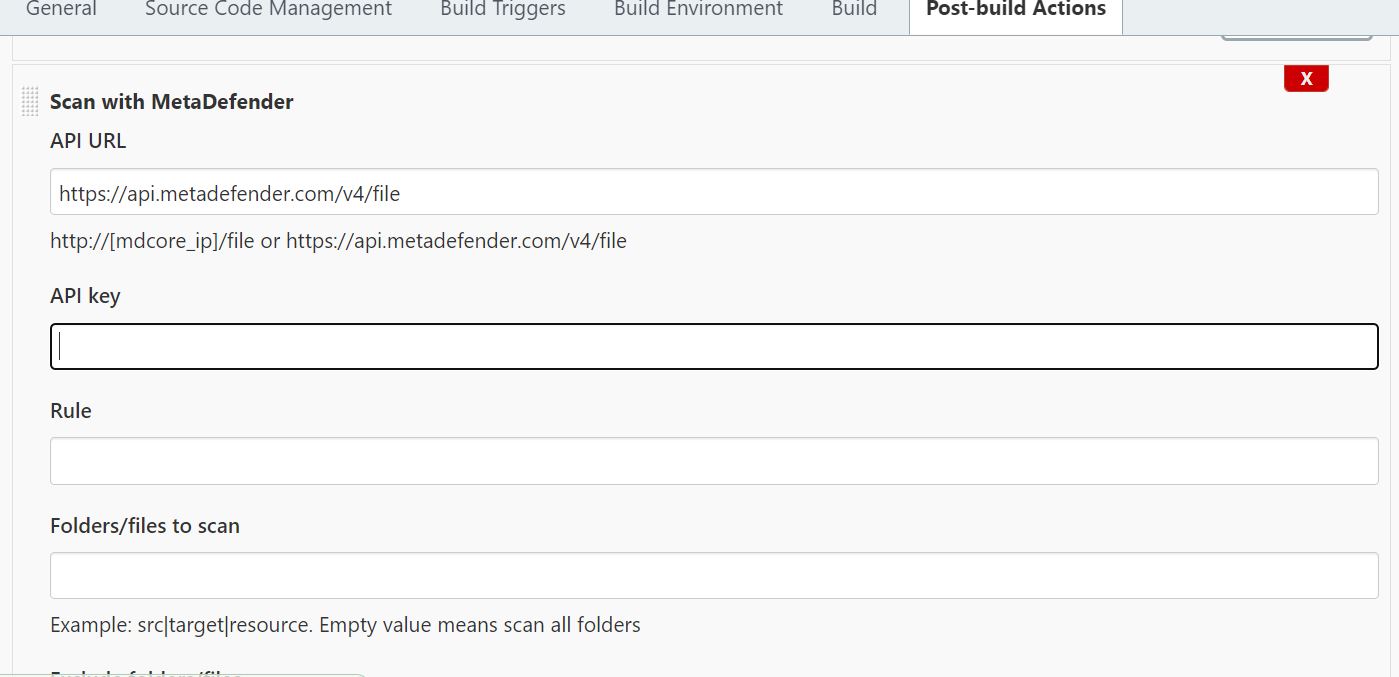 General Source Code Management Build Triggers Build Environment Build Post-build Actions
X
Scan with MetaDefender
API URL
https://api.metadefender.com/v4/file
http://[mdcore_ip]/file or https://api.metadefender.com/v4/file
API key
Rule
Folders/files to scan
Example: src|target|resource. Empty value means scan all folders